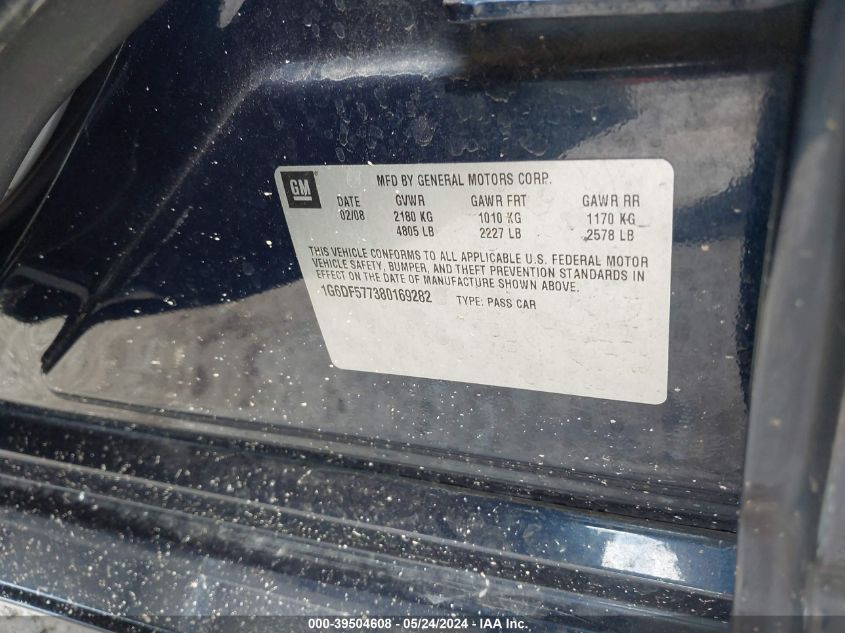 GM
MFD BY GENERAL MOTORS CORP.
DATE GVWR GAWR FRT GAWR RR
02/08 2180 KG 1010 KG 1170 KG
4805 LB 2227 LB 2578 LB
THIS VEHICLE CONFORMS TO ALL APPLICABLE U.S. FEDERAL MOTOR
VEHICLE SAFETY, BUMPER, AND THEFT PREVENTION STANDARDS IN
EFFECT ON THE DATE OF MANUFACTURE SHOWN ABOVE.
1G6DF577380169282 TYPE: PASS CAR
000-39504608 - 05/24/2024 - IAAI.com